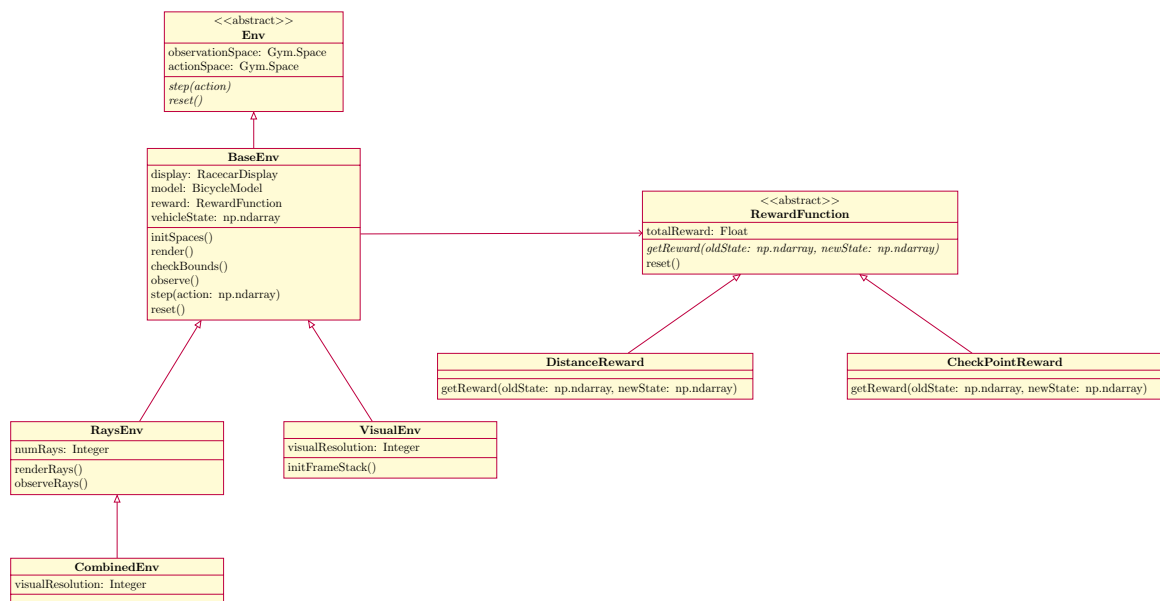 <<abstract>>
Env
observationSpace: Gym.Space
actionSpace: Gym.Space
step(action)
reset()
BaseEnv
display: RacecarDisplay
model: BicycleModel
reward: RewardFunction
vehicleState: np.ndarray
initSpaces()
render()
checkBounds()
observe()
step(action: np.ndarray)
reset()
<<abstract>>
RewardFunction
totalReward: Float
getReward(oldState: np.ndarray, newState: np.ndarray)
reset()
DistanceReward
getReward(oldState: np.ndarray, newState: np.ndarray)
CheckPointReward
getReward(oldState: np.ndarray, newState: np.ndarray)
RaysEnv
numRays: Integer
renderRays()
observeRays()
VisualEnv
visualResolution: Integer
initFrameStack()
CombinedEnv
visualResolution: Integer